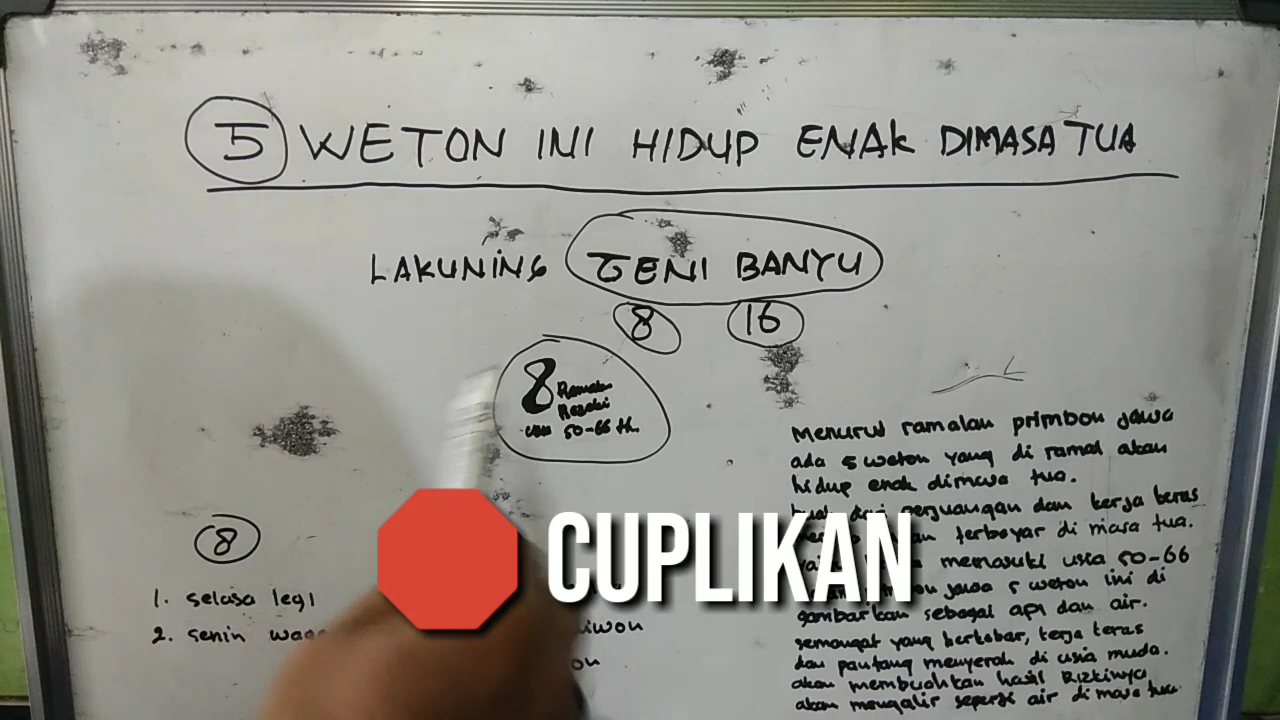 5 WETON INI HIDUP ENAK DIMASA TUA
LAKUNING GENI BANYU
8 16
8 Ramalan
Rezeki
usia 50-66 th.
8
1. selasa legi
2. senin wage
Menurut ramalan primbon jawa
ada 5 weton yang di ramal akan
hidup enak dimasa tua.
buah dari perjuangan dan kerja keras
terbayar di masa tua.
memasuki usia 50-66
jawa 5 weton ini di
gambarkan sebagai api dan air.
semangat yang berkobar, kerja keras
dan pantang menyerah di usia muda.
akan membuahkan hasil Rizkinya
akan mengalir seperti air di masa tua
CUPLIKAN